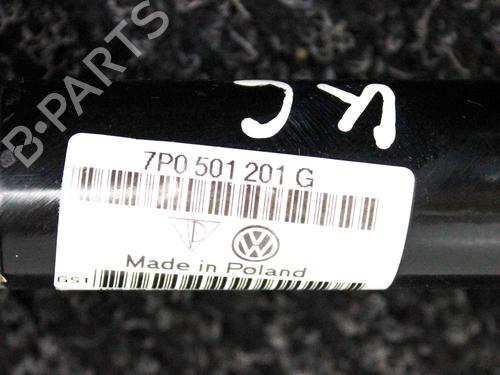 B-PARTS
7P0 501 201 G
Made in Poland
GS1